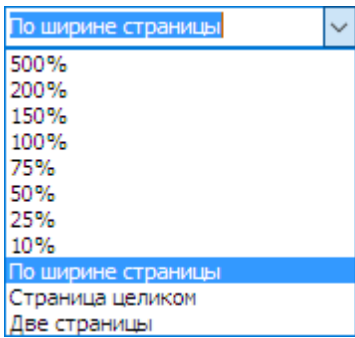 По ширине страницы
500%
200%
150%
100%
75%
50%
25%
10%
По ширине страницы
Страница целиком
Две страницы